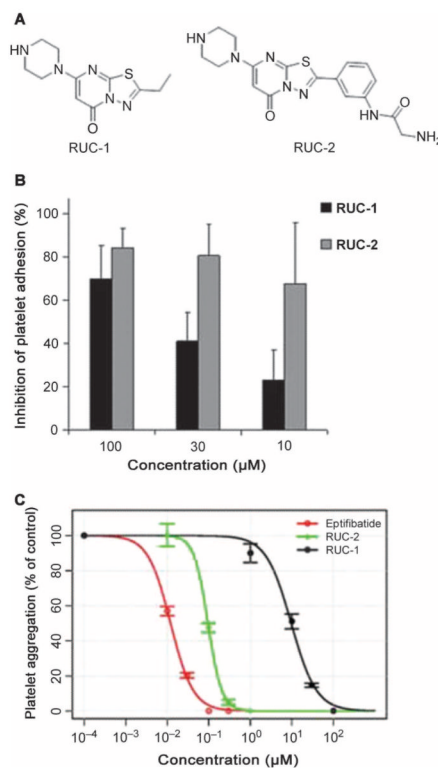 A
HN
N
N
S
N
N
O
RUC-1
HN
N
N
S
N
N
O
HN
O
NH2
RUC-2
B
Inhibition of platelet adhesion (%)
100
80
60
40
20
0
RUC-1
RUC-2
100 30 10
Concentration (µM)
C
Platelet aggregation (% of control)
100
80
60
40
20
0
Eptifibatide
RUC-2
RUC-1
10−4 10−3 10−2 10−1 100 101 102
Concentration (µM)